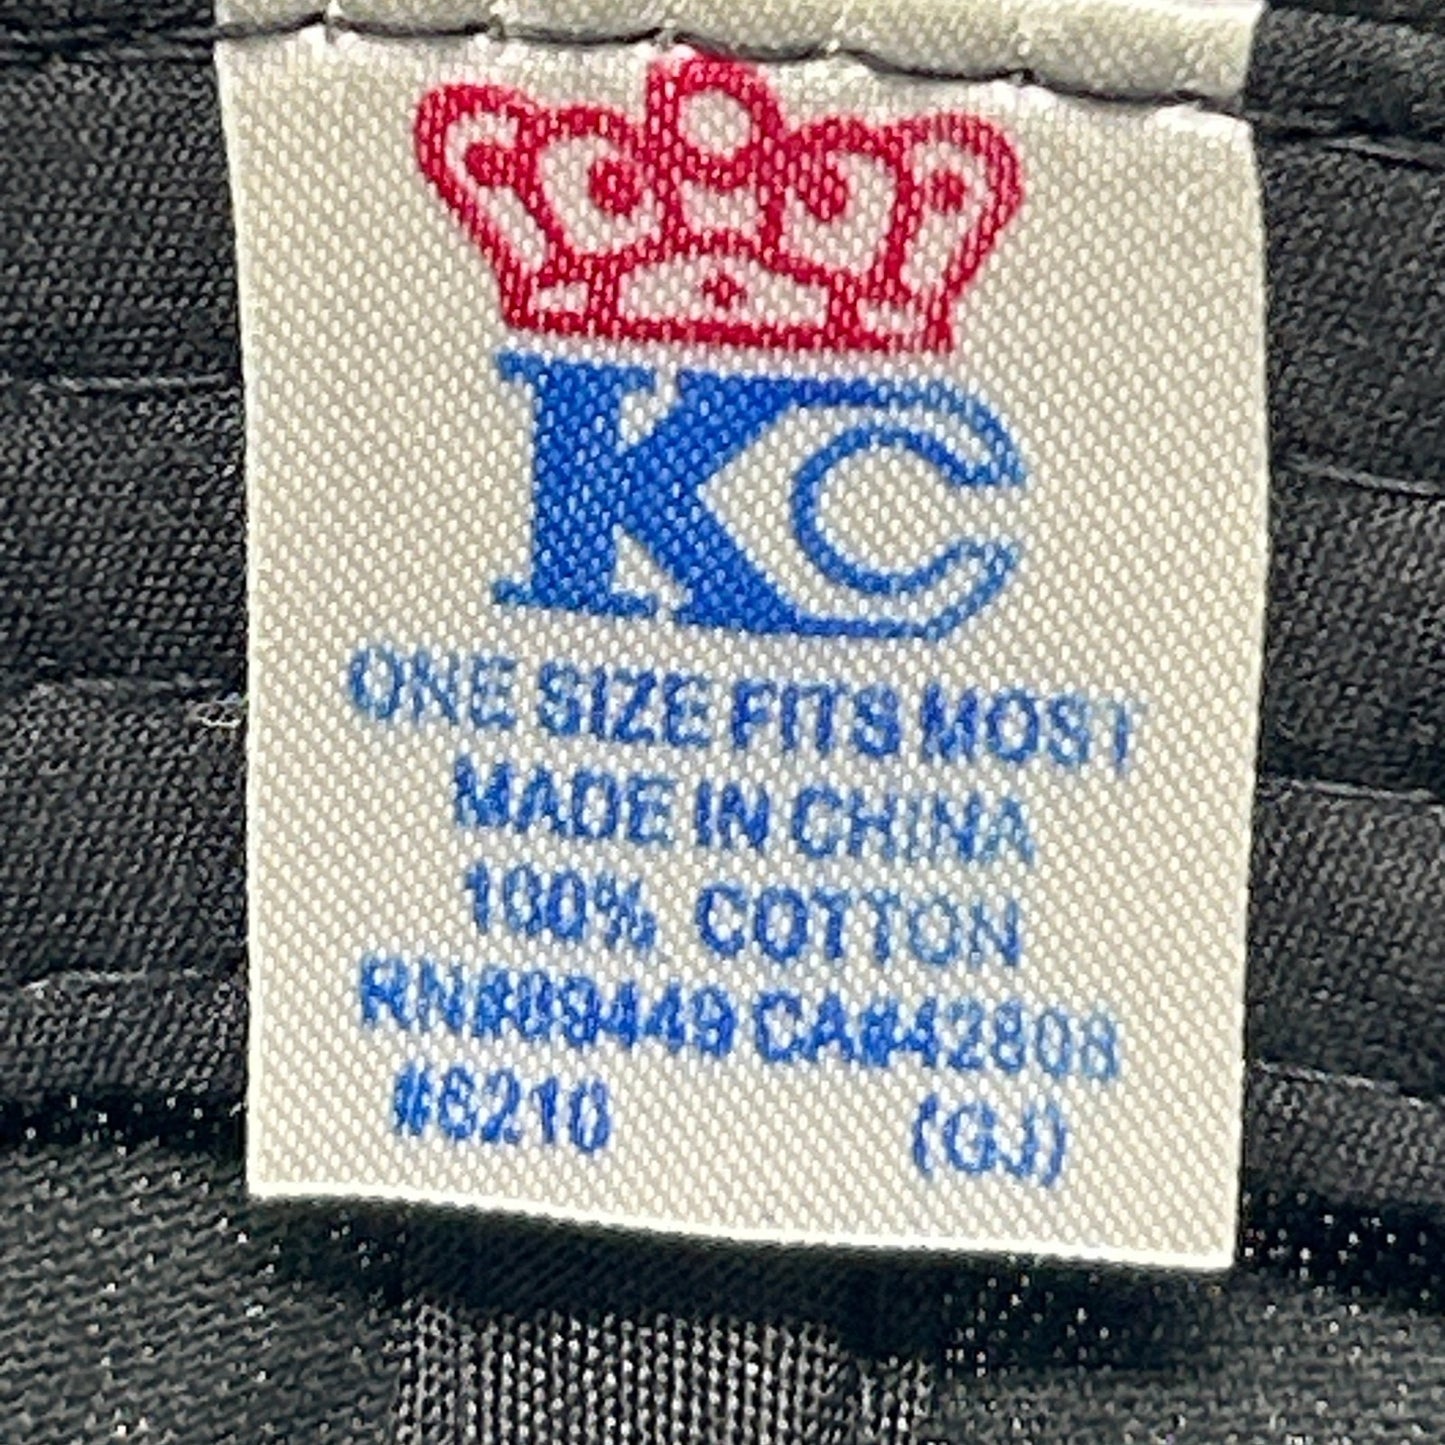 KC
ONE SIZE FITS MOST
MADE IN CHINA
100% COTTON
RN#89449 CA#42808
#6210 (GJ)